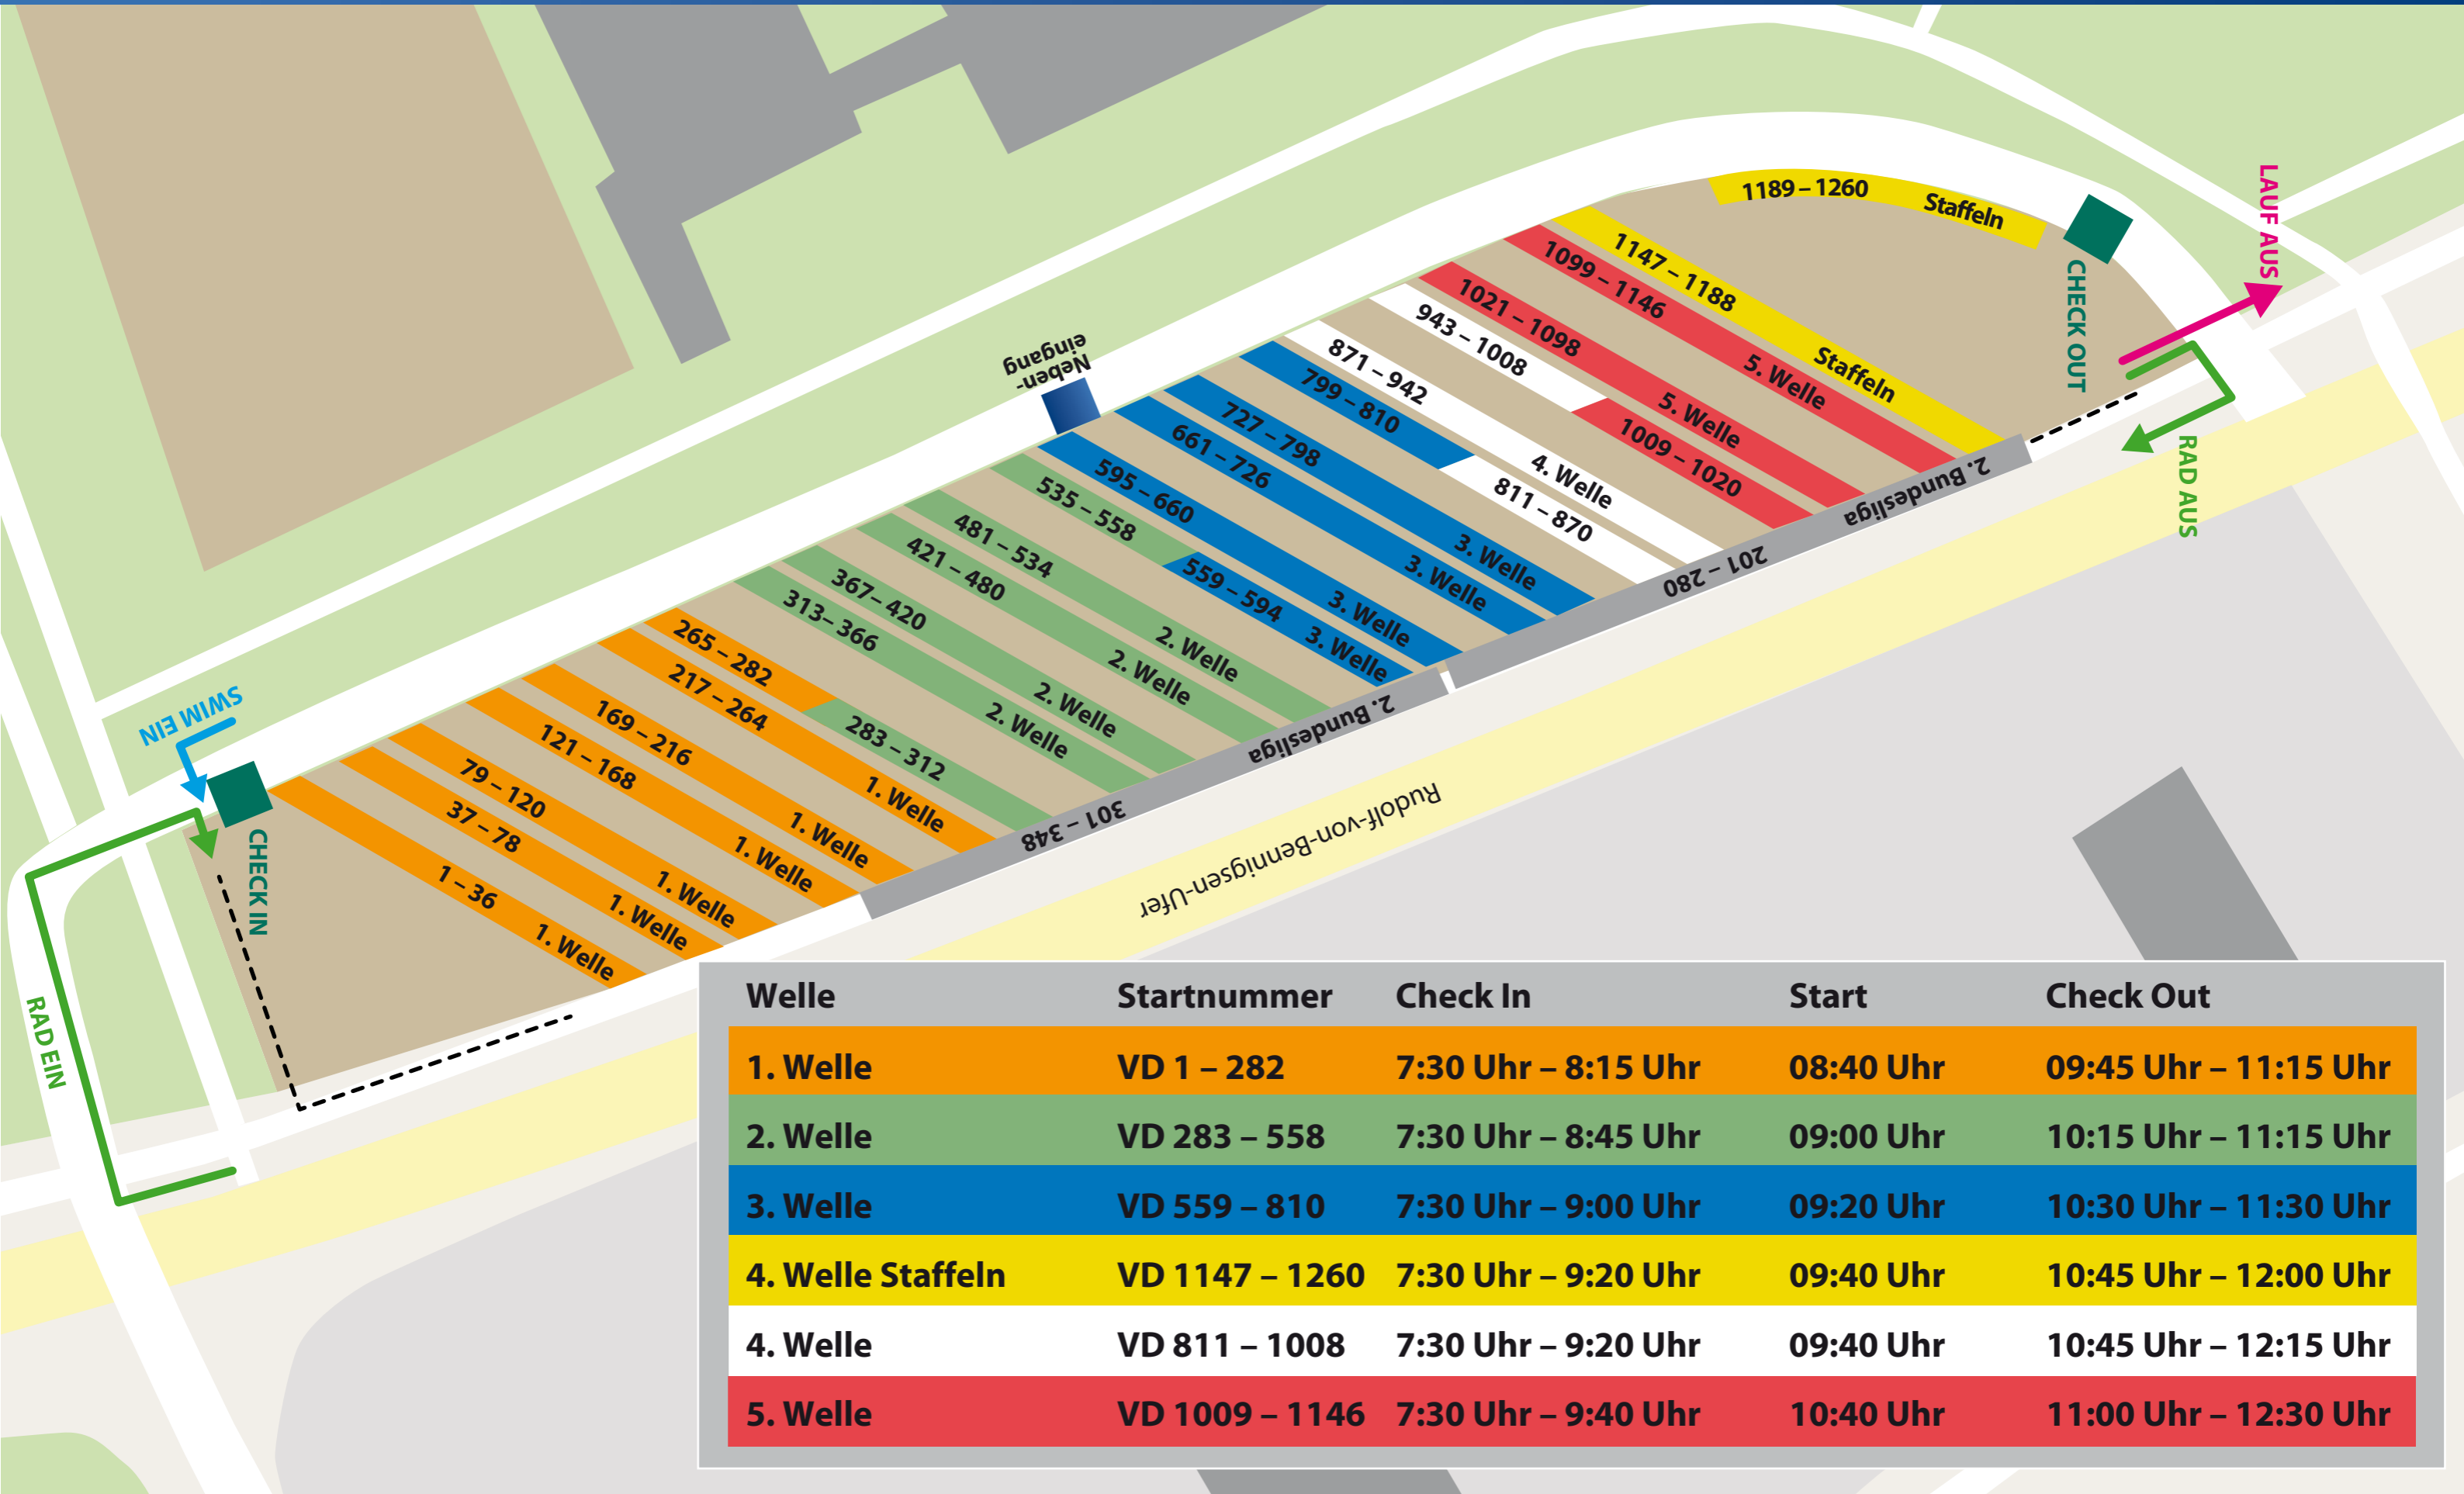 1189 – 1260
Staffeln
1147 – 1188
Staffeln
1099 – 1146
5. Welle
1021 – 1098
5. Welle
943 – 1008
1009 – 1020
871 – 942
4. Welle
799 – 810
811 – 870
727 – 798
3. Welle
661 – 726
3. Welle
595 – 660
3. Welle
535 – 558
559 – 594
3. Welle
481 – 534
2. Welle
421 – 480
2. Welle
367 – 420
2. Welle
313 – 366
2. Welle
265 – 282
283 – 312
217 – 264
1. Welle
169 – 216
1. Welle
121 – 168
1. Welle
79 – 120
1. Welle
37 – 78
1. Welle
1 – 36
1. Welle
Neben-
eingang
LAUF AUS
CHECK OUT
RAD AUS
2. Bundesliga
201 – 280
2. Bundesliga
301 – 348
Rudolf-von-Bennigsen-Ufer
SWIM EIN
CHECK IN
RAD EIN
Welle Startnummer Check In Start Check Out
1. Welle VD 1 – 282 7:30 Uhr – 8:15 Uhr 08:40 Uhr 09:45 Uhr – 11:15 Uhr
2. Welle VD 283 – 558 7:30 Uhr – 8:45 Uhr 09:00 Uhr 10:15 Uhr – 11:15 Uhr
3. Welle VD 559 – 810 7:30 Uhr – 9:00 Uhr 09:20 Uhr 10:30 Uhr – 11:30 Uhr
4. Welle Staffeln VD 1147 – 1260 7:30 Uhr – 9:20 Uhr 09:40 Uhr 10:45 Uhr – 12:00 Uhr
4. Welle VD 811 – 1008 7:30 Uhr – 9:20 Uhr 09:40 Uhr 10:45 Uhr – 12:15 Uhr
5. Welle VD 1009 – 1146 7:30 Uhr – 9:40 Uhr 10:40 Uhr 11:00 Uhr – 12:30 Uhr